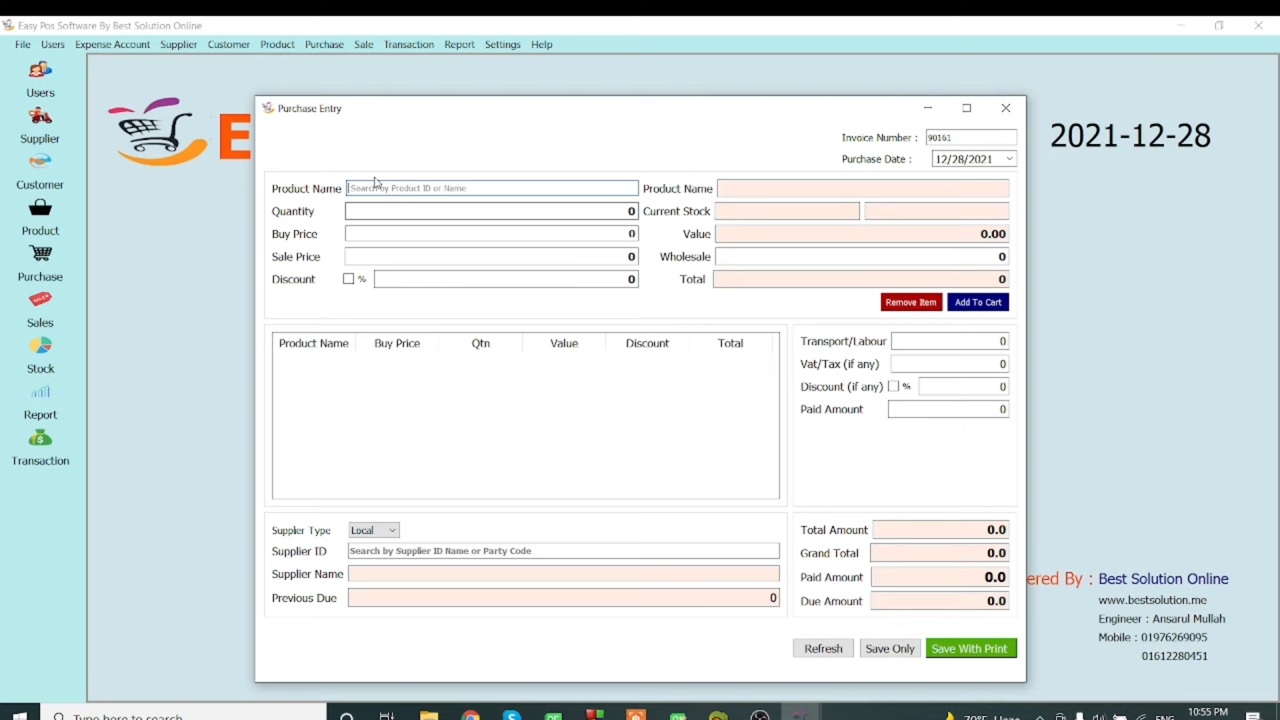 Easy Pos Software By Best Solution Online
File Users Expense Account Supplier Customer Product Purchase Sale Transaction Report Settings Help
Users
Supplier
Customer
Product
Purchase
Sales
Stock
Report
Transaction
E
2021-12-28
Purchase Entry
Invoice Number : 90161
Purchase Date : 12/28/2021
Product Name Search by Product ID or Name Product Name
Quantity 0 Current Stock
Buy Price 0 Value 0.00
Sale Price 0 Wholesale 0
Discount % 0 Total 0
Remove Item Add To Cart
Product Name Buy Price Qtn Value Discount Total
Transport/Labour 0
Vat/Tax (if any) 0
Discount (if any) % 0
Paid Amount 0
Suppler Type Local
Supplier ID Search by Supplier ID Name or Party Code
Supplier Name
Previous Due 0
Total Amount 0.0
Grand Total 0.0
Paid Amount 0.0
Due Amount 0.0
Refresh Save Only Save With Print
ered By : Best Solution Online
www.bestsolution.me
Engineer : Ansarul Mullah
Mobile : 01976269095
01612280451
Type here to search
70°F Haze
ENG
10:55 PM